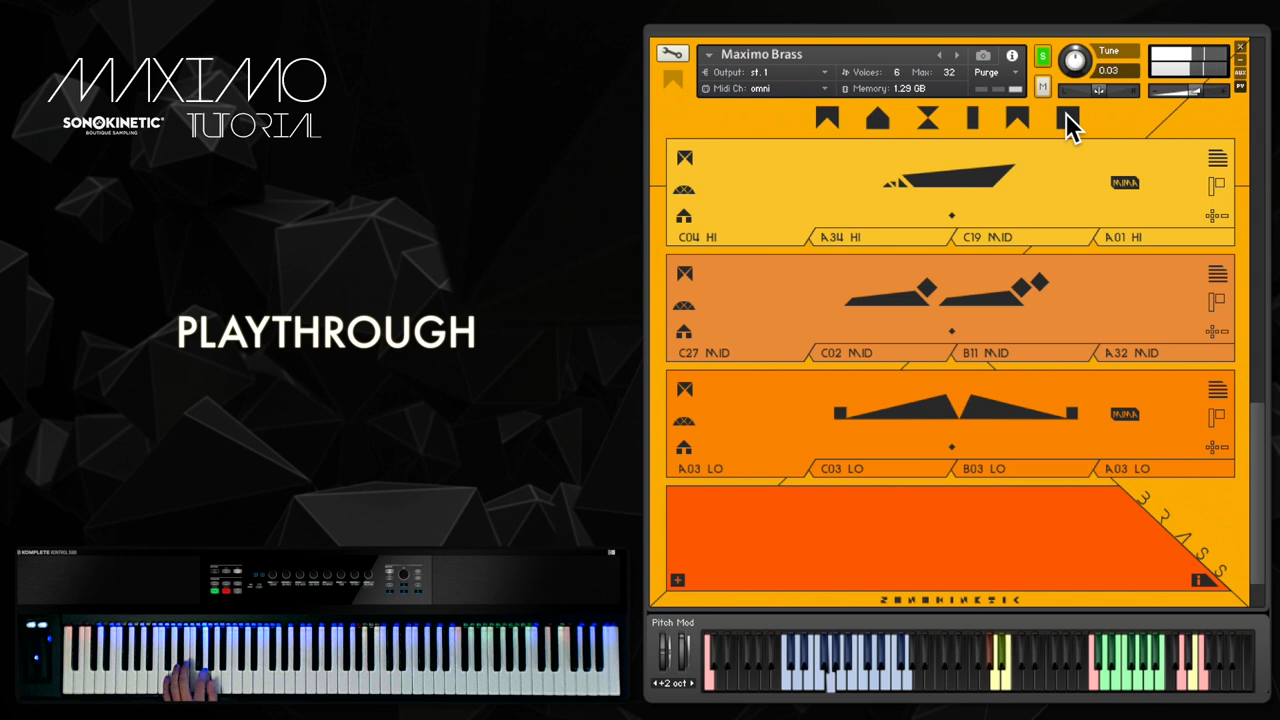 MAXIMO
SONOKINETIC®
BOUTIQUE SAMPLING
TUTORIAL
PLAYTHROUGH
KOMPLETE KONTROL S88
Maximo Brass
Output: st. 1
Voices: 6 Max: 32
Purge
Midi Ch: omni
Memory: 1.29 GB
S
M
Tune
0.03
L
R
×
-
AUX
PV
MIMA
C04 HI
A34 HI
C19 MID
A01 HI
C27 MID
C02 MID
B11 MID
A32 MID
MIMA
A03 LO
C03 LO
B03 LO
A03 LO
BRASS
SONOKINETIC
Pitch Mod
+2 oct